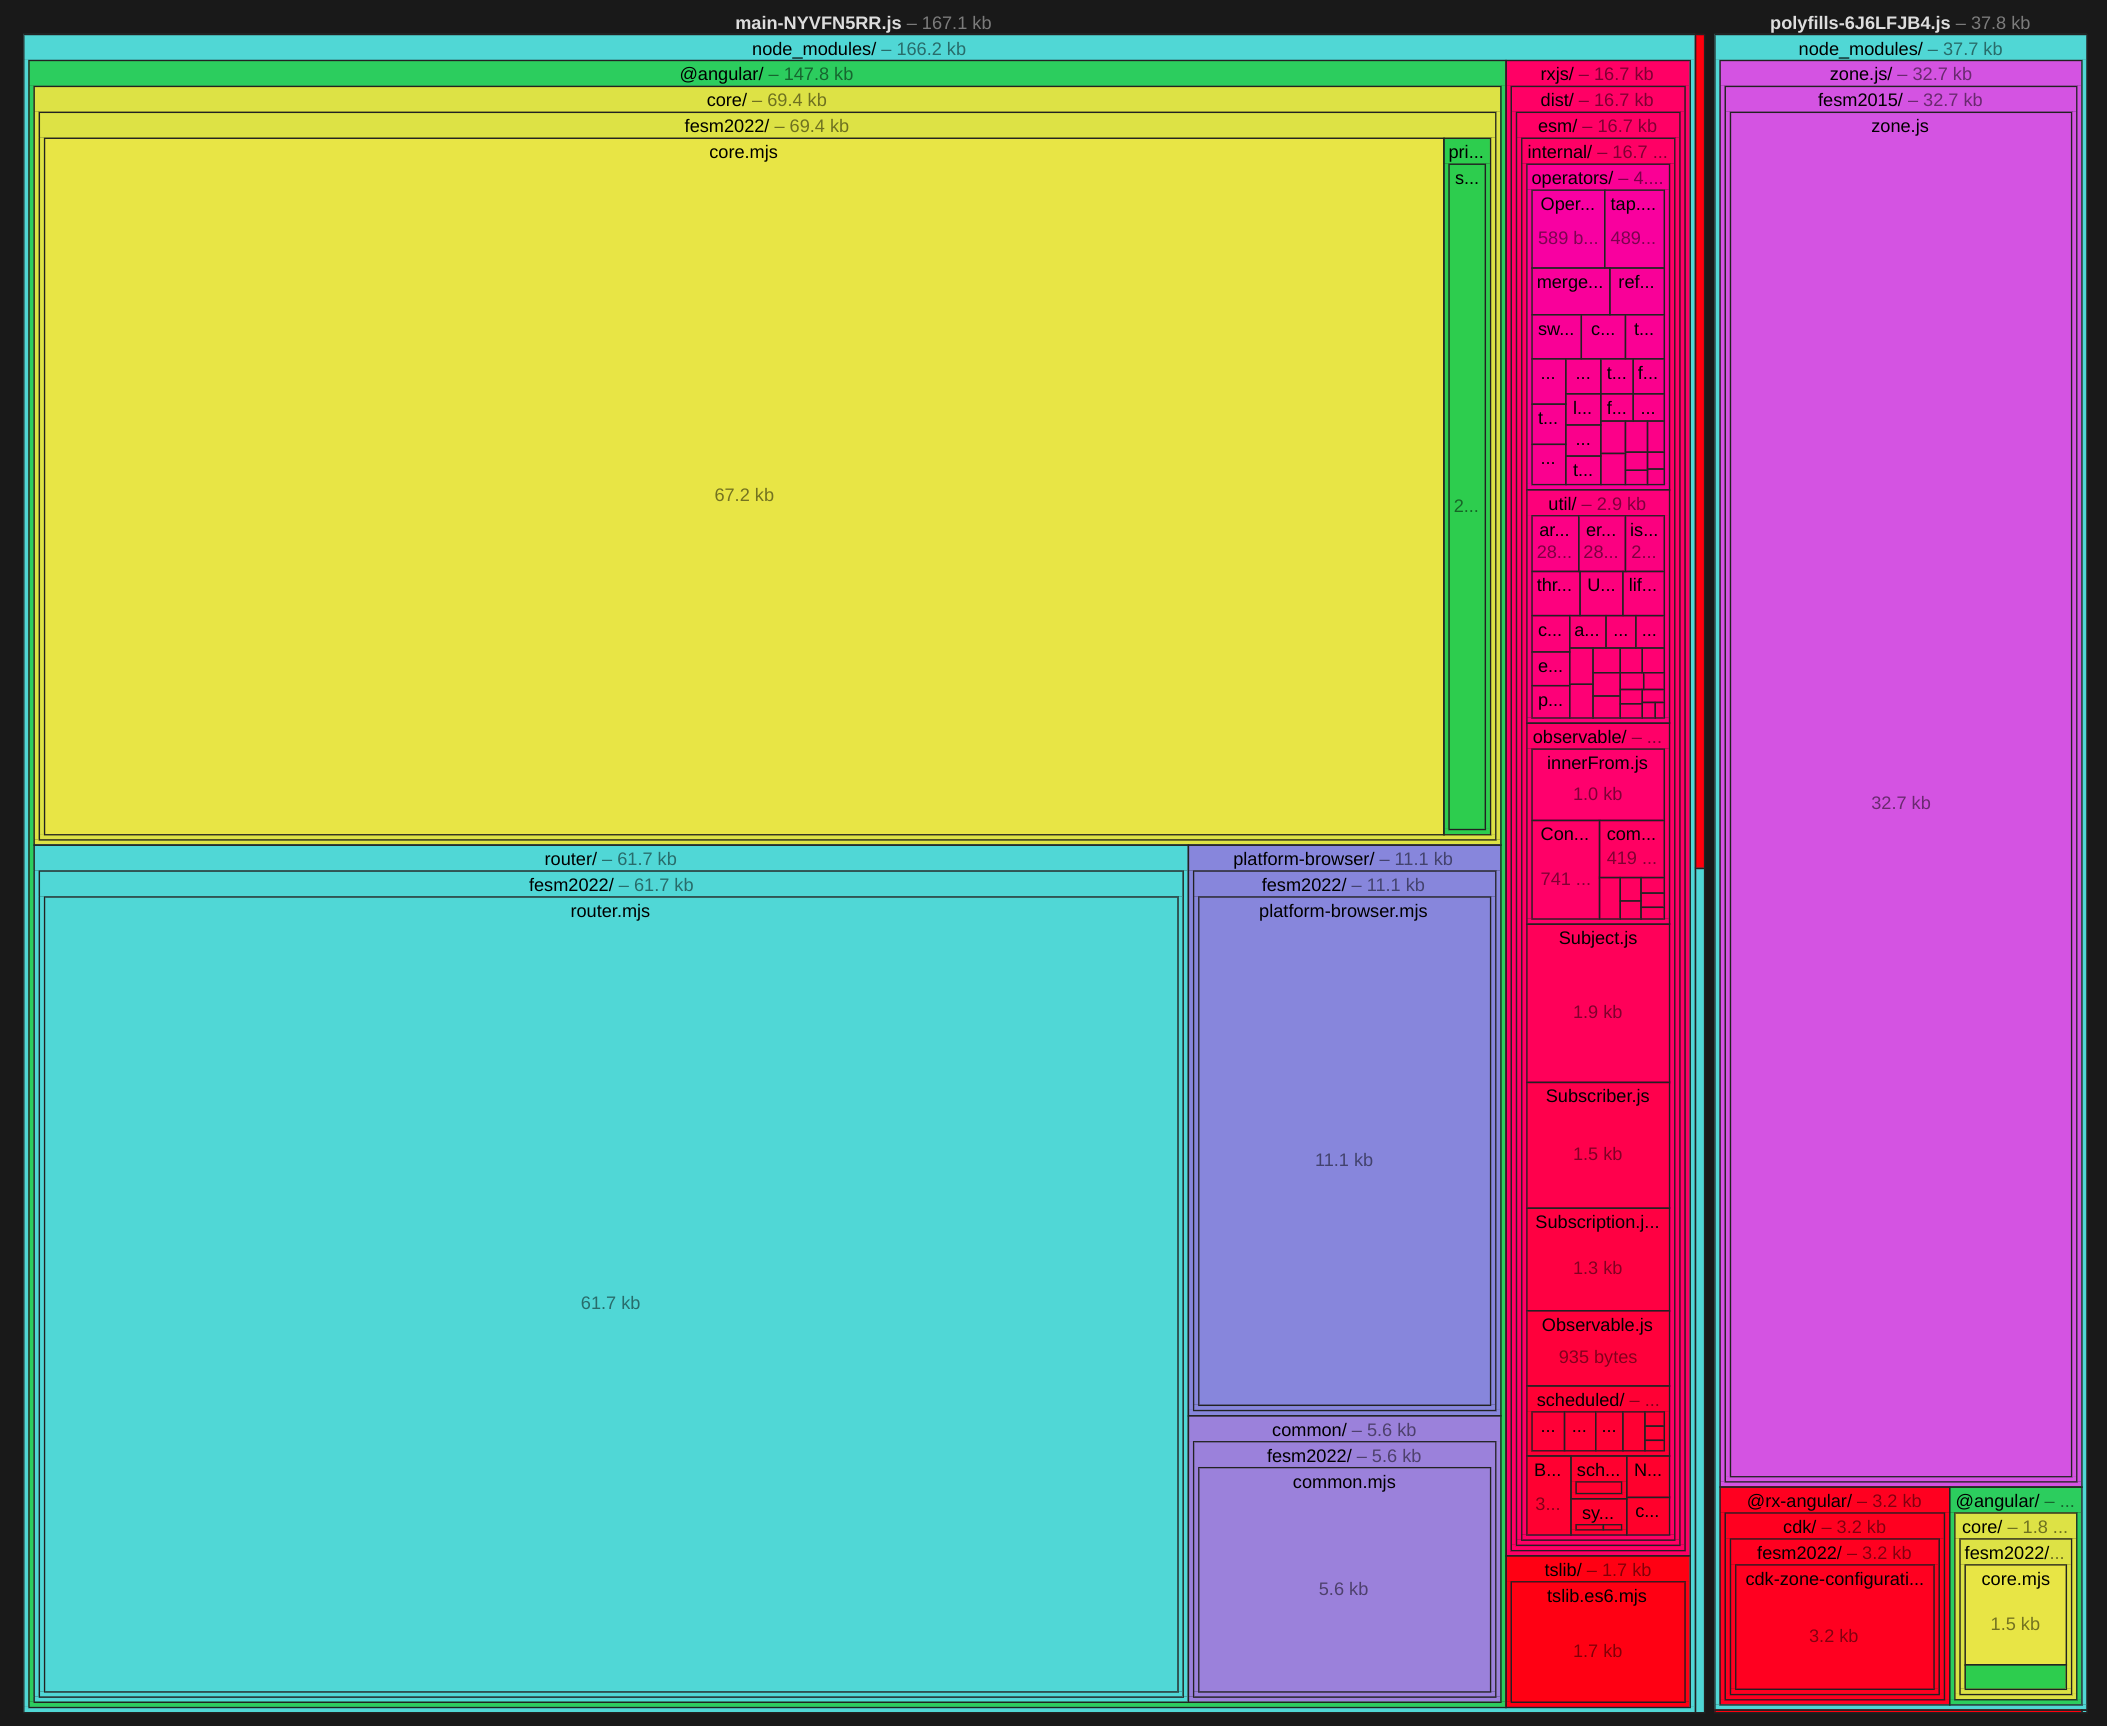 main-NYVFN5RR.js – 167.1 kb
node_modules/ – 166.2 kb
@angular/ – 147.8 kb
core/ – 69.4 kb
fesm2022/ – 69.4 kb
core.mjs
67.2 kb
pri...
s...
2...
router/ – 61.7 kb
fesm2022/ – 61.7 kb
router.mjs
61.7 kb
platform-browser/ – 11.1 kb
fesm2022/ – 11.1 kb
platform-browser.mjs
11.1 kb
common/ – 5.6 kb
fesm2022/ – 5.6 kb
common.mjs
5.6 kb
rxjs/ – 16.7 kb
dist/ – 16.7 kb
esm/ – 16.7 kb
internal/ – 16.7 ...
operators/ – 4....
Oper... tap....
589 b... 489...
merge... ref...
sw... c... t...
... ... t... f...
t... l... f... ...
...
... t...
util/ – 2.9 kb
ar... er... is...
28... 28... 2...
thr... U... lif...
c... a... ... ...
e...
p...
observable/ – ...
innerFrom.js
1.0 kb
Con... com...
741 ... 419 ...
Subject.js
1.9 kb
Subscriber.js
1.5 kb
Subscription.j...
1.3 kb
Observable.js
935 bytes
scheduled/ – ...
... ... ...
B... sch... N...
3... sy... c...
tslib/ – 1.7 kb
tslib.es6.mjs
1.7 kb
polyfills-6J6LFJB4.js – 37.8 kb
node_modules/ – 37.7 kb
zone.js/ – 32.7 kb
fesm2015/ – 32.7 kb
zone.js
32.7 kb
@rx-angular/ – 3.2 kb
cdk/ – 3.2 kb
fesm2022/ – 3.2 kb
cdk-zone-configurati...
3.2 kb
@angular/ – ...
core/ – 1.8 ...
fesm2022/...
core.mjs
1.5 kb